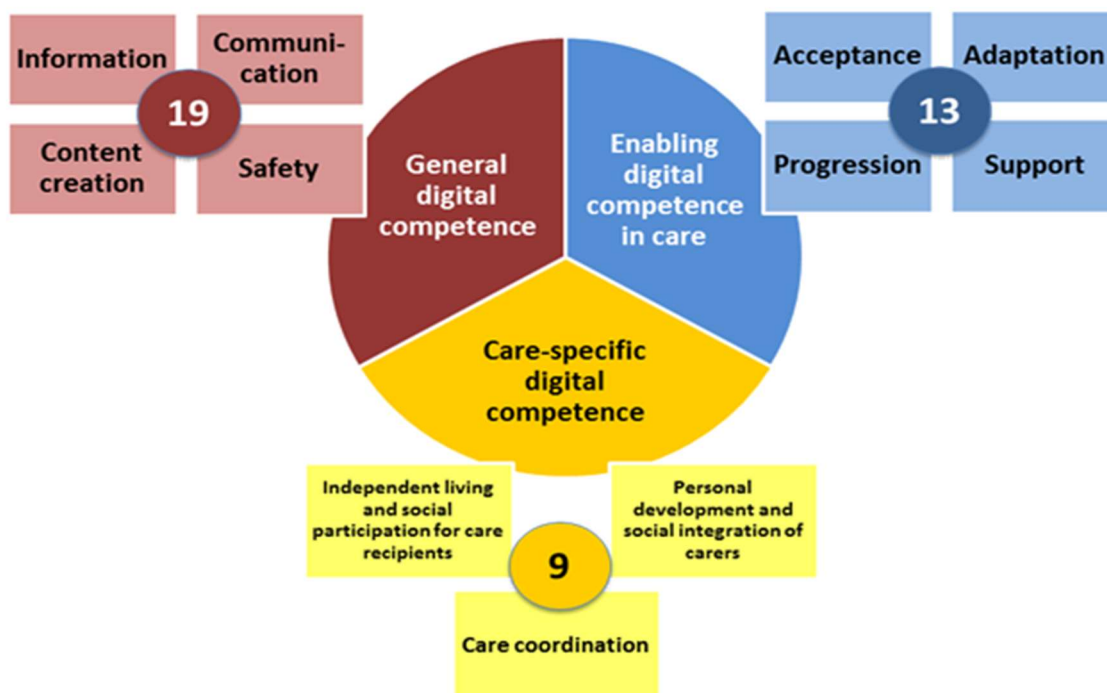 Information
Communi-
cation
19
Content
creation
Safety
General
digital
competence
Acceptance
Adaptation
13
Progression
Support
Enabling
digital
competence
in care
Care-specific
digital
competence
Independent living
and social
participation for care
recipients
Personal
development and
social integration of
carers
9
Care coordination